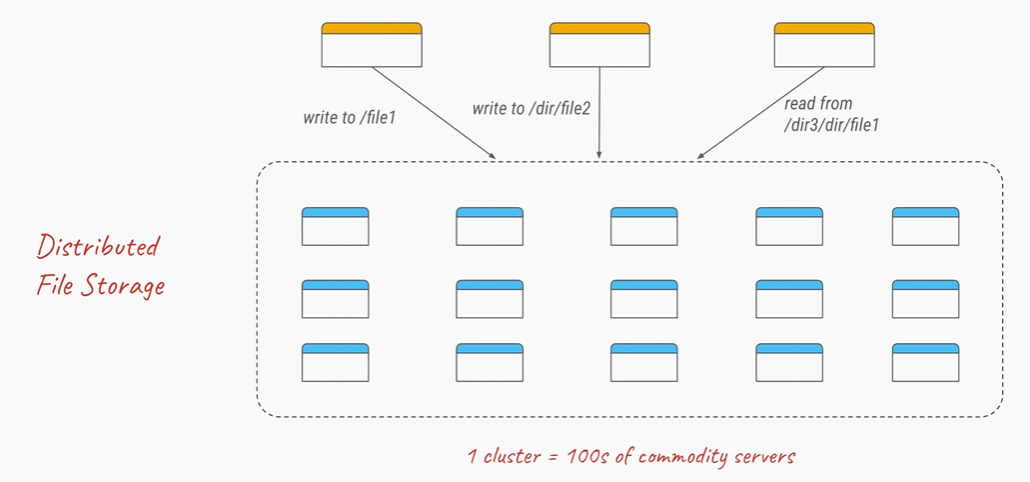 write to /file1
write to /dir/file2
read from
/dir3/dir/file1
Distributed
File Storage
1 cluster = 100s of commodity servers